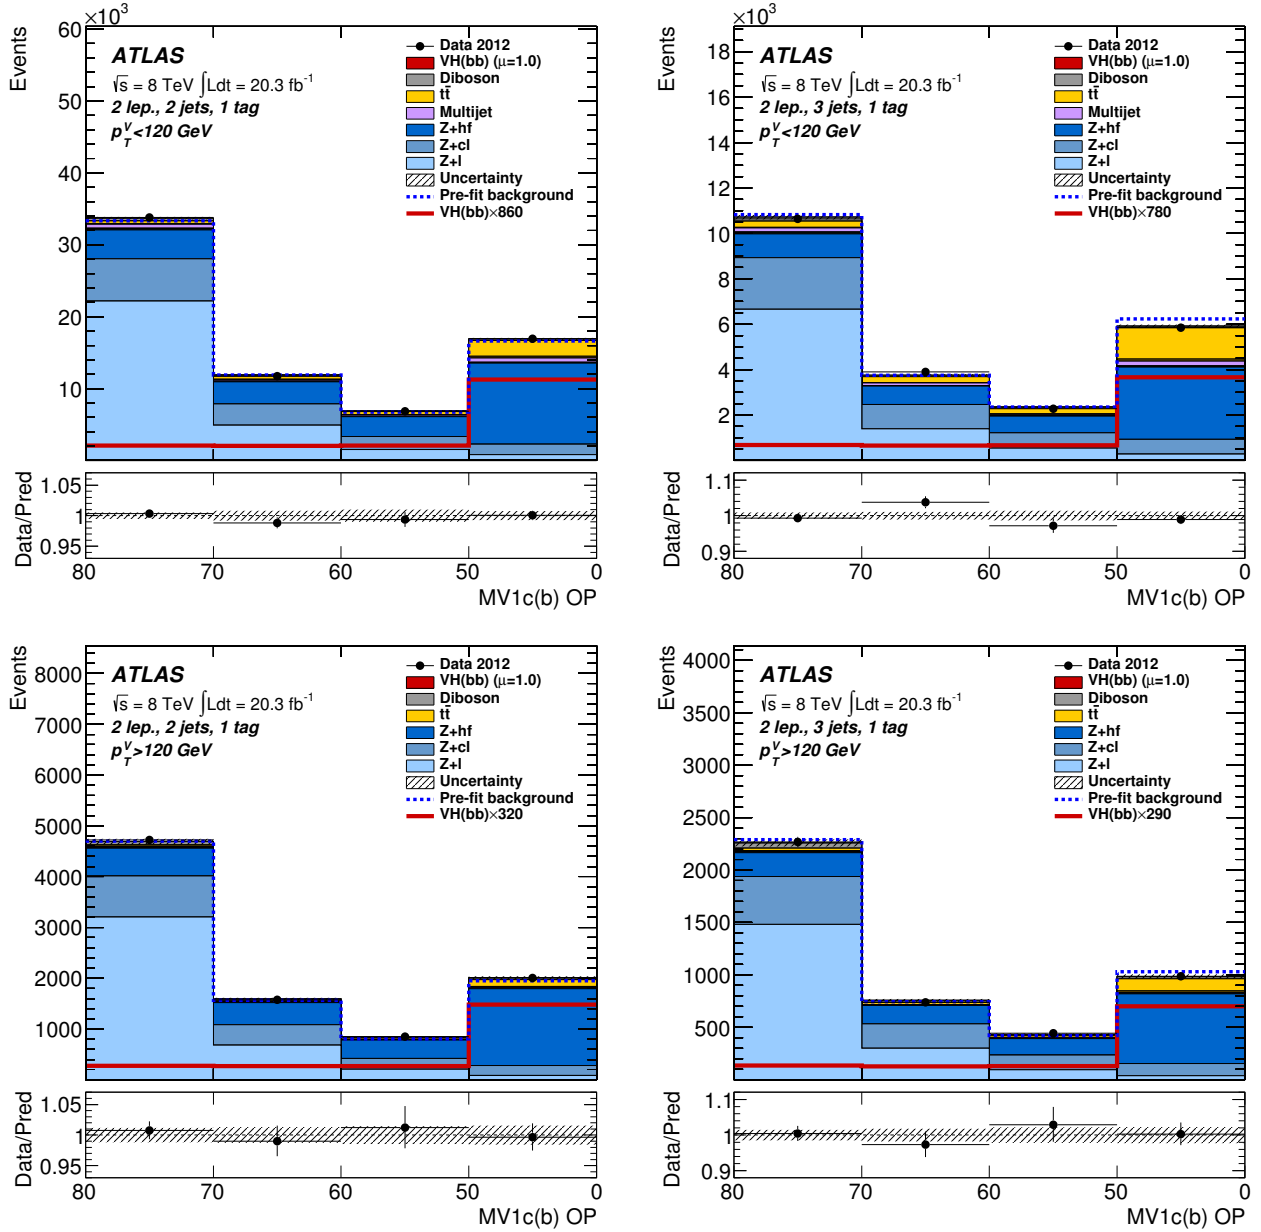 ×10³
Events
60
50
40
30
20
10
ATLAS
√s = 8 TeV ∫Ldt = 20.3 fb⁻¹
2 lep., 2 jets, 1 tag
p_T^V<120 GeV
Data 2012
VH(bb) (μ=1.0)
Diboson
tt̄
Multijet
Z+hf
Z+cl
Z+l
Uncertainty
Pre-fit background
VH(bb)×860
Data/Pred
1.05
1
0.95
80 70 60 50 0
MV1c(b) OP
×10³
Events
18
16
14
12
10
8
6
4
2
ATLAS
√s = 8 TeV ∫Ldt = 20.3 fb⁻¹
2 lep., 3 jets, 1 tag
p_T^V<120 GeV
Data 2012
VH(bb) (μ=1.0)
Diboson
tt̄
Multijet
Z+hf
Z+cl
Z+l
Uncertainty
Pre-fit background
VH(bb)×780
Data/Pred
1.1
1
0.9
80 70 60 50 0
MV1c(b) OP
Events
8000
7000
6000
5000
4000
3000
2000
1000
ATLAS
√s = 8 TeV ∫Ldt = 20.3 fb⁻¹
2 lep., 2 jets, 1 tag
p_T^V>120 GeV
Data 2012
VH(bb) (μ=1.0)
Diboson
tt̄
Z+hf
Z+cl
Z+l
Uncertainty
Pre-fit background
VH(bb)×320
Data/Pred
1.05
1
0.95
80 70 60 50 0
MV1c(b) OP
Events
4000
3500
3000
2500
2000
1500
1000
500
ATLAS
√s = 8 TeV ∫Ldt = 20.3 fb⁻¹
2 lep., 3 jets, 1 tag
p_T^V>120 GeV
Data 2012
VH(bb) (μ=1.0)
Diboson
tt̄
Z+hf
Z+cl
Z+l
Uncertainty
Pre-fit background
VH(bb)×290
Data/Pred
1.1
1
0.9
80 70 60 50 0
MV1c(b) OP